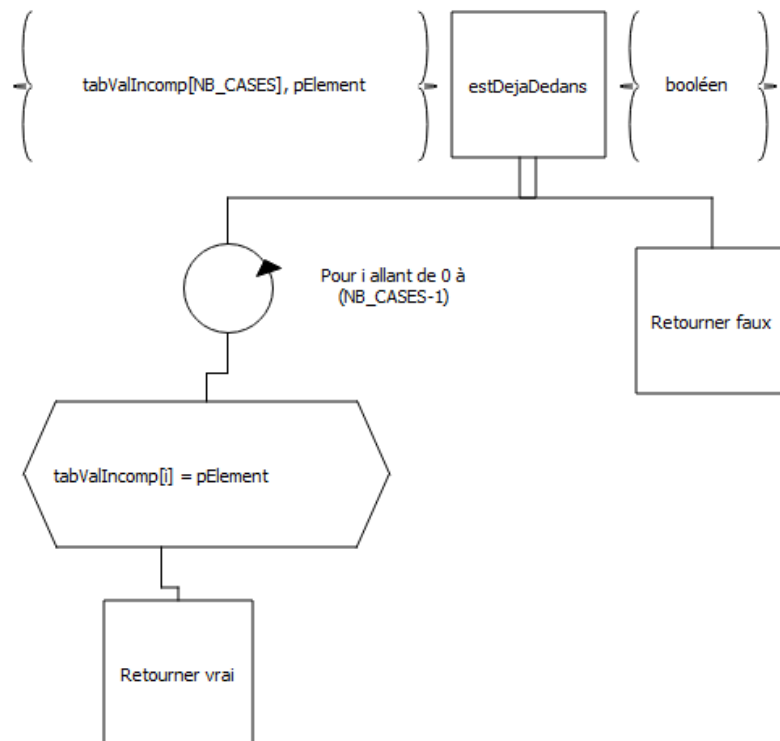 tabValIncomp[NB_CASES], pElement
estDejaDedans
booléen
Pour i allant de 0 à
(NB_CASES-1)
Retourner faux
tabValIncomp[i] = pElement
Retourner vrai